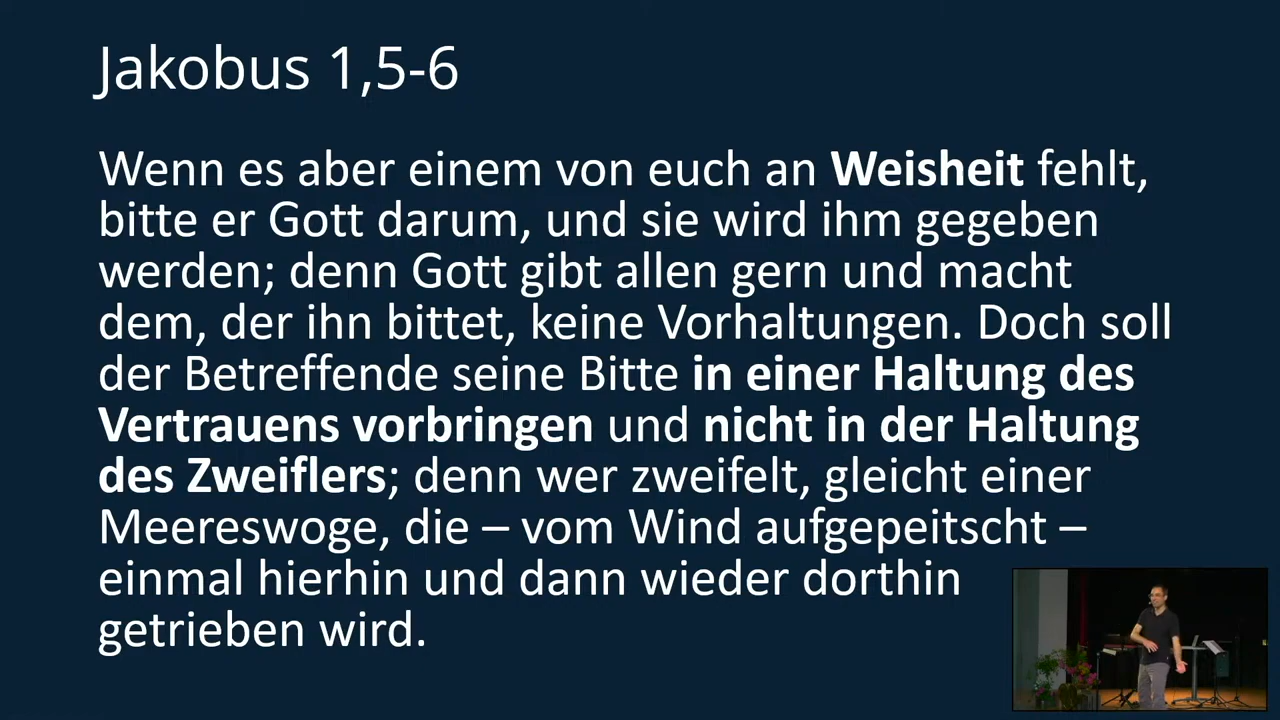 Jakobus 1,5-6
Wenn es aber einem von euch an Weisheit fehlt,
bitte er Gott darum, und sie wird ihm gegeben
werden; denn Gott gibt allen gern und macht
dem, der ihn bittet, keine Vorhaltungen. Doch soll
der Betreffende seine Bitte in einer Haltung des
Vertrauens vorbringen und nicht in der Haltung
des Zweiflers; denn wer zweifelt, gleicht einer
Meereswoge, die – vom Wind aufgepeitscht –
einmal hierhin und dann wieder dorthin
getrieben wird.